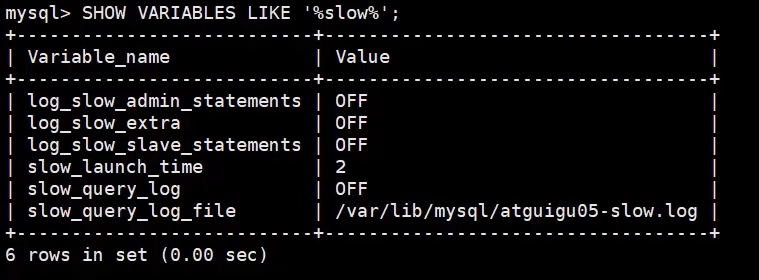 mysql> SHOW VARIABLES LIKE '%slow%';
+---------------------------+----------------------------------+
| Variable_name             | Value                            |
+---------------------------+----------------------------------+
| log_slow_admin_statements | OFF                              |
| log_slow_extra            | OFF                              |
| log_slow_slave_statements | OFF                              |
| slow_launch_time          | 2                                |
| slow_query_log            | OFF                              |
| slow_query_log_file       | /var/lib/mysql/atguigu05-slow.log |
+---------------------------+----------------------------------+
6 rows in set (0.00 sec)